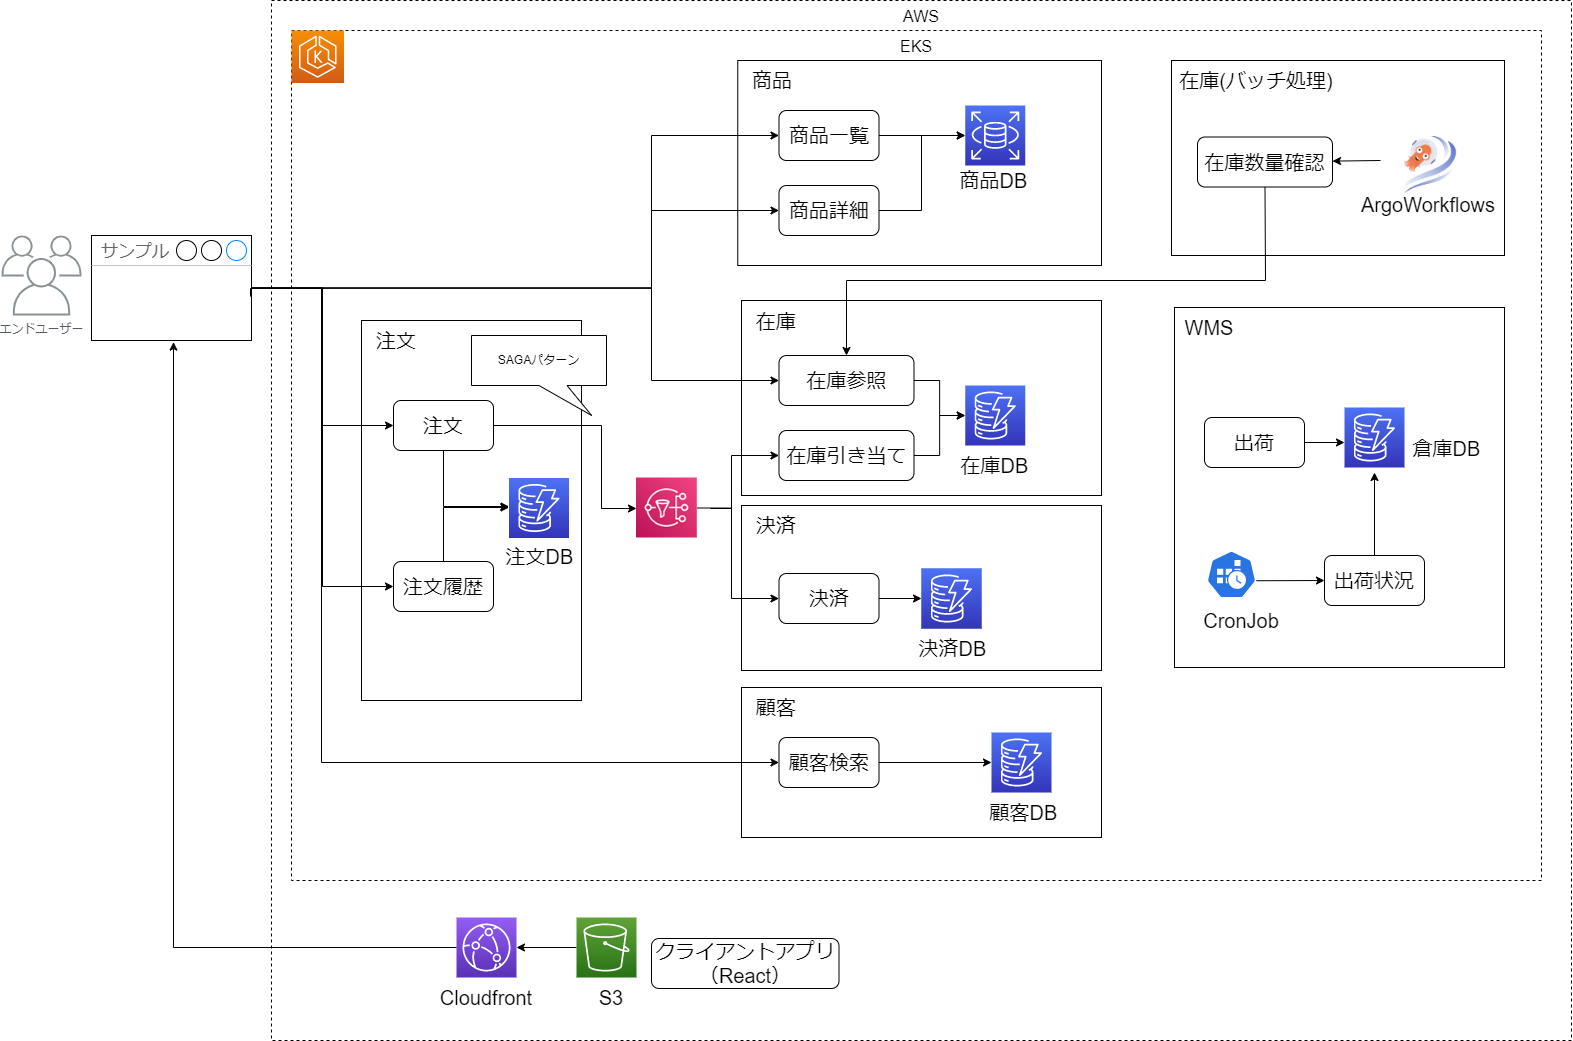 AWS
EKS
商品
商品一覧
商品DB
商品詳細
在庫(バッチ処理)
在庫数量確認
ArgoWorkflows
サンプル
エンドユーザー
注文
SAGAパターン
注文
注文DB
注文履歴
在庫
在庫参照
在庫引き当て
在庫DB
決済
決済
決済DB
顧客
顧客検索
顧客DB
WMS
出荷
倉庫DB
出荷状況
CronJob
Cloudfront
S3
クライアントアプリ
（React）